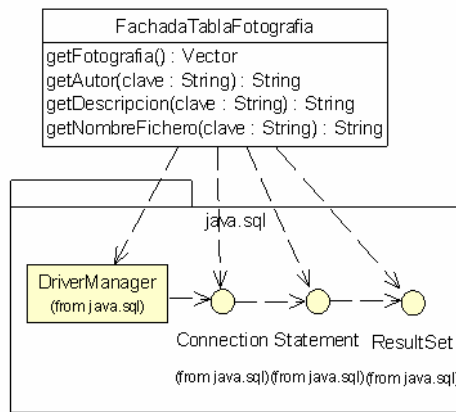 FachadaTablaFotografia
getFotografia() : Vector
getAutor(clave : String) : String
getDescripcion(clave : String) : String
getNombreFichero(clave : String) : String
java.sql
DriverManager
(from java.sql)
Connection Statement ResultSet
(from java.sql)(from java.sql)(from java.sql)